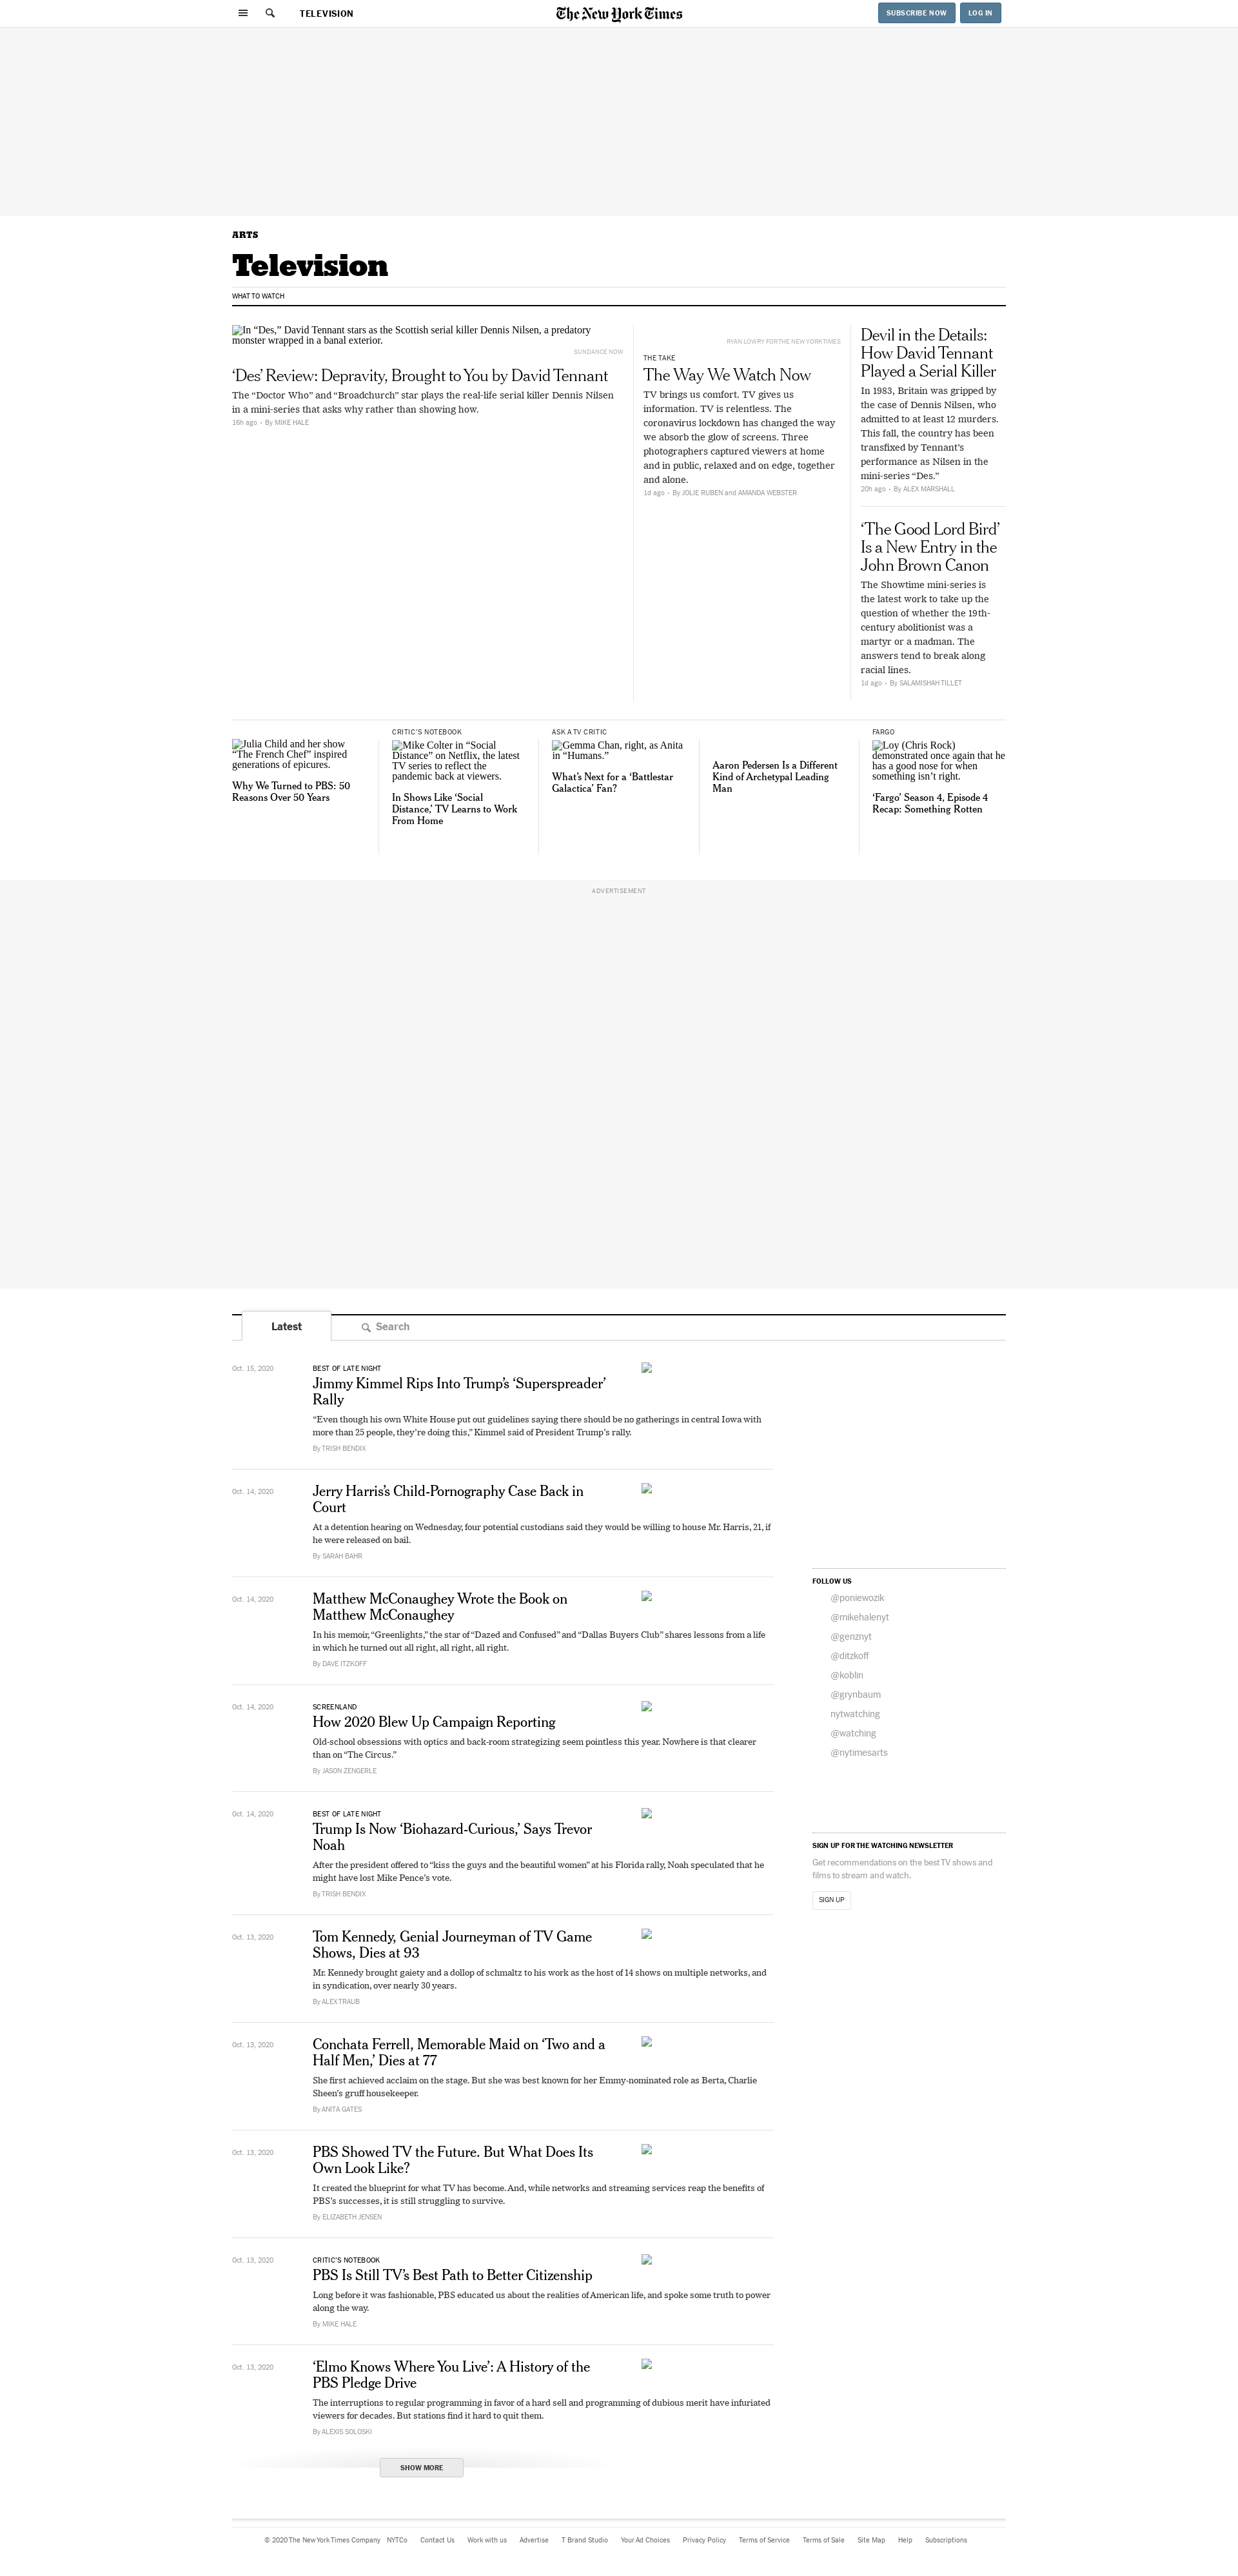 TELEVISION
The New York Times
SUBSCRIBE NOW
LOG IN
ARTS
Television
WHAT TO WATCH
In “Des,” David Tennant stars as the Scottish serial killer Dennis Nilsen, a predatory
monster wrapped in a banal exterior.
SUNDANCE NOW
‘Des’ Review: Depravity, Brought to You by David Tennant
The “Doctor Who” and “Broadchurch” star plays the real-life serial killer Dennis Nilsen
in a mini-series that asks why rather than showing how.
16h ago • By MIKE HALE
RYAN LOWRY FOR THE NEW YORK TIMES
THE TAKE
The Way We Watch Now
TV brings us comfort. TV gives us
information. TV is relentless. The
coronavirus lockdown has changed the way
we absorb the glow of screens. Three
photographers captured viewers at home
and in public, relaxed and on edge, together
and alone.
1d ago • By JOLIE RUBEN and AMANDA WEBSTER
Devil in the Details:
How David Tennant
Played a Serial Killer
In 1983, Britain was gripped by
the case of Dennis Nilsen, who
admitted to at least 12 murders.
This fall, the country has been
transfixed by Tennant’s
performance as Nilsen in the
mini-series “Des.”
20h ago • By ALEX MARSHALL
‘The Good Lord Bird’
Is a New Entry in the
John Brown Canon
The Showtime mini-series is
the latest work to take up the
question of whether the 19th-
century abolitionist was a
martyr or a madman. The
answers tend to break along
racial lines.
1d ago • By SALAMISHAH TILLET
Julia Child and her show
“The French Chef” inspired
generations of epicures.
Why We Turned to PBS: 50
Reasons Over 50 Years
CRITIC’S NOTEBOOK
Mike Colter in “Social
Distance” on Netflix, the latest
TV series to reflect the
pandemic back at viewers.
In Shows Like ‘Social
Distance,’ TV Learns to Work
From Home
ASK A TV CRITIC
Gemma Chan, right, as Anita
in “Humans.”
What’s Next for a ‘Battlestar
Galactica’ Fan?
Aaron Pedersen Is a Different
Kind of Archetypal Leading
Man
FARGO
Loy (Chris Rock)
demonstrated once again that he
has a good nose for when
something isn’t right.
‘Fargo’ Season 4, Episode 4
Recap: Something Rotten
ADVERTISEMENT
Latest
Search
Oct. 15, 2020
BEST OF LATE NIGHT
Jimmy Kimmel Rips Into Trump’s ‘Superspreader’
Rally
“Even though his own White House put out guidelines saying there should be no gatherings in central Iowa with
more than 25 people, they’re doing this,” Kimmel said of President Trump’s rally.
By TRISH BENDIX
Oct. 14, 2020
Jerry Harris’s Child-Pornography Case Back in
Court
At a detention hearing on Wednesday, four potential custodians said they would be willing to house Mr. Harris, 21, if
he were released on bail.
By SARAH BAHR
Oct. 14, 2020
Matthew McConaughey Wrote the Book on
Matthew McConaughey
In his memoir, “Greenlights,” the star of “Dazed and Confused” and “Dallas Buyers Club” shares lessons from a life
in which he turned out all right, all right, all right.
By DAVE ITZKOFF
Oct. 14, 2020
SCREENLAND
How 2020 Blew Up Campaign Reporting
Old-school obsessions with optics and back-room strategizing seem pointless this year. Nowhere is that clearer
than on “The Circus.”
By JASON ZENGERLE
Oct. 14, 2020
BEST OF LATE NIGHT
Trump Is Now ‘Biohazard-Curious,’ Says Trevor
Noah
After the president offered to “kiss the guys and the beautiful women” at his Florida rally, Noah speculated that he
might have lost Mike Pence’s vote.
By TRISH BENDIX
Oct. 13, 2020
Tom Kennedy, Genial Journeyman of TV Game
Shows, Dies at 93
Mr. Kennedy brought gaiety and a dollop of schmaltz to his work as the host of 14 shows on multiple networks, and
in syndication, over nearly 30 years.
By ALEX TRAUB
Oct. 13, 2020
Conchata Ferrell, Memorable Maid on ‘Two and a
Half Men,’ Dies at 77
She first achieved acclaim on the stage. But she was best known for her Emmy-nominated role as Berta, Charlie
Sheen’s gruff housekeeper.
By ANITA GATES
Oct. 13, 2020
PBS Showed TV the Future. But What Does Its
Own Look Like?
It created the blueprint for what TV has become. And, while networks and streaming services reap the benefits of
PBS’s successes, it is still struggling to survive.
By ELIZABETH JENSEN
Oct. 13, 2020
CRITIC’S NOTEBOOK
PBS Is Still TV’s Best Path to Better Citizenship
Long before it was fashionable, PBS educated us about the realities of American life, and spoke some truth to power
along the way.
By MIKE HALE
Oct. 13, 2020
‘Elmo Knows Where You Live’: A History of the
PBS Pledge Drive
The interruptions to regular programing in favor of a hard sell and programming of dubious merit have infuriated
viewers for decades. But stations find it hard to quit them.
By ALEXIS SOLOSKI
SHOW MORE
FOLLOW US
@poniewozik
@mikehalenyt
@genznyt
@ditzkoff
@koblin
@grynbaum
nytwatching
@watching
@nytimesarts
SIGN UP FOR THE WATCHING NEWSLETTER
Get recommendations on the best TV shows and
films to stream and watch.
SIGN UP
© 2020 The New York Times Company NYTCo Contact Us Work with us Advertise T Brand Studio Your Ad Choices Privacy Policy Terms of Service Terms of Sale Site Map Help Subscriptions